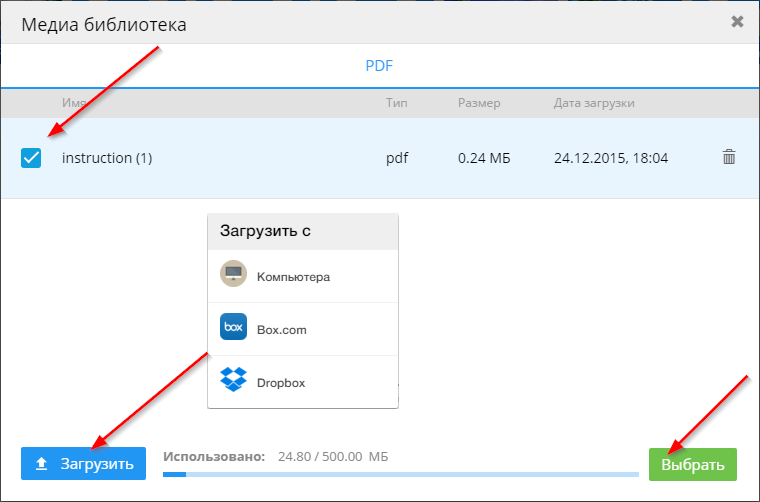 Медиа библиотека
PDF
Имя Тип Размер Дата загрузки
instruction (1) pdf 0.24 МБ 24.12.2015, 18:04
Загрузить с
Компьютера
box Box.com
Dropbox
Загрузить Использовано: 24.80 / 500.00 МБ Выбрать